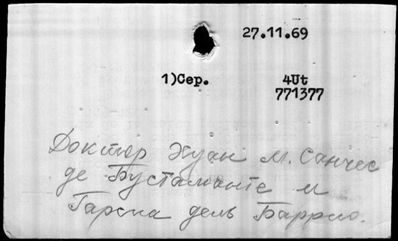 27.11.69
1)Сер. 4Ut
771377
Доктор Хуан М. Санчес
де Бустаманте и
Гарсиа дель Баррио.